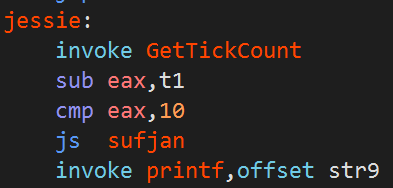 jessie:
invoke GetTickCount
sub eax,t1
cmp eax,10
js sufjan
invoke printf,offset str9